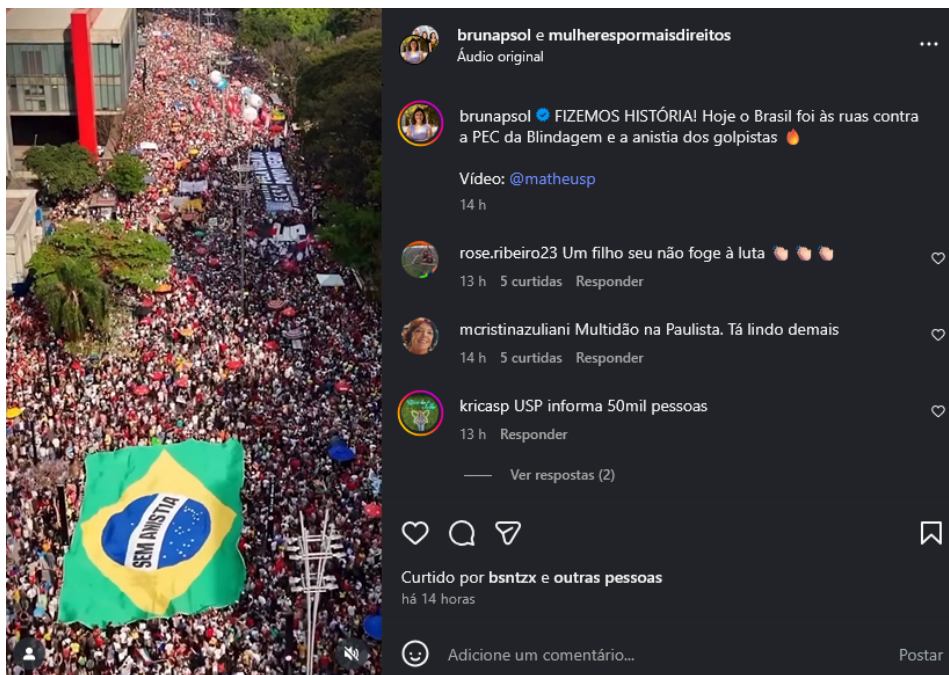 brunapsol e mulherespormaisdireitos
Áudio original
brunapsol FIZEMOS HISTÓRIA! Hoje o Brasil foi às ruas contra
a PEC da Blindagem e a anistia dos golpistas 🔥
Vídeo: @matheusp
14 h
rose.ribeiro23 Um filho seu não foge à luta 👏🏻 👏🏻 👏🏻
13 h 5 curtidas Responder
mcristinazuliani Multidão na Paulista. Tá lindo demais
14 h 5 curtidas Responder
kricasp USP informa 50mil pessoas
13 h Responder
Ver respostas (2)
SEM ANISTIA
Curtido por bsntzx e outras pessoas
há 14 horas
Adicione um comentário...
Postar